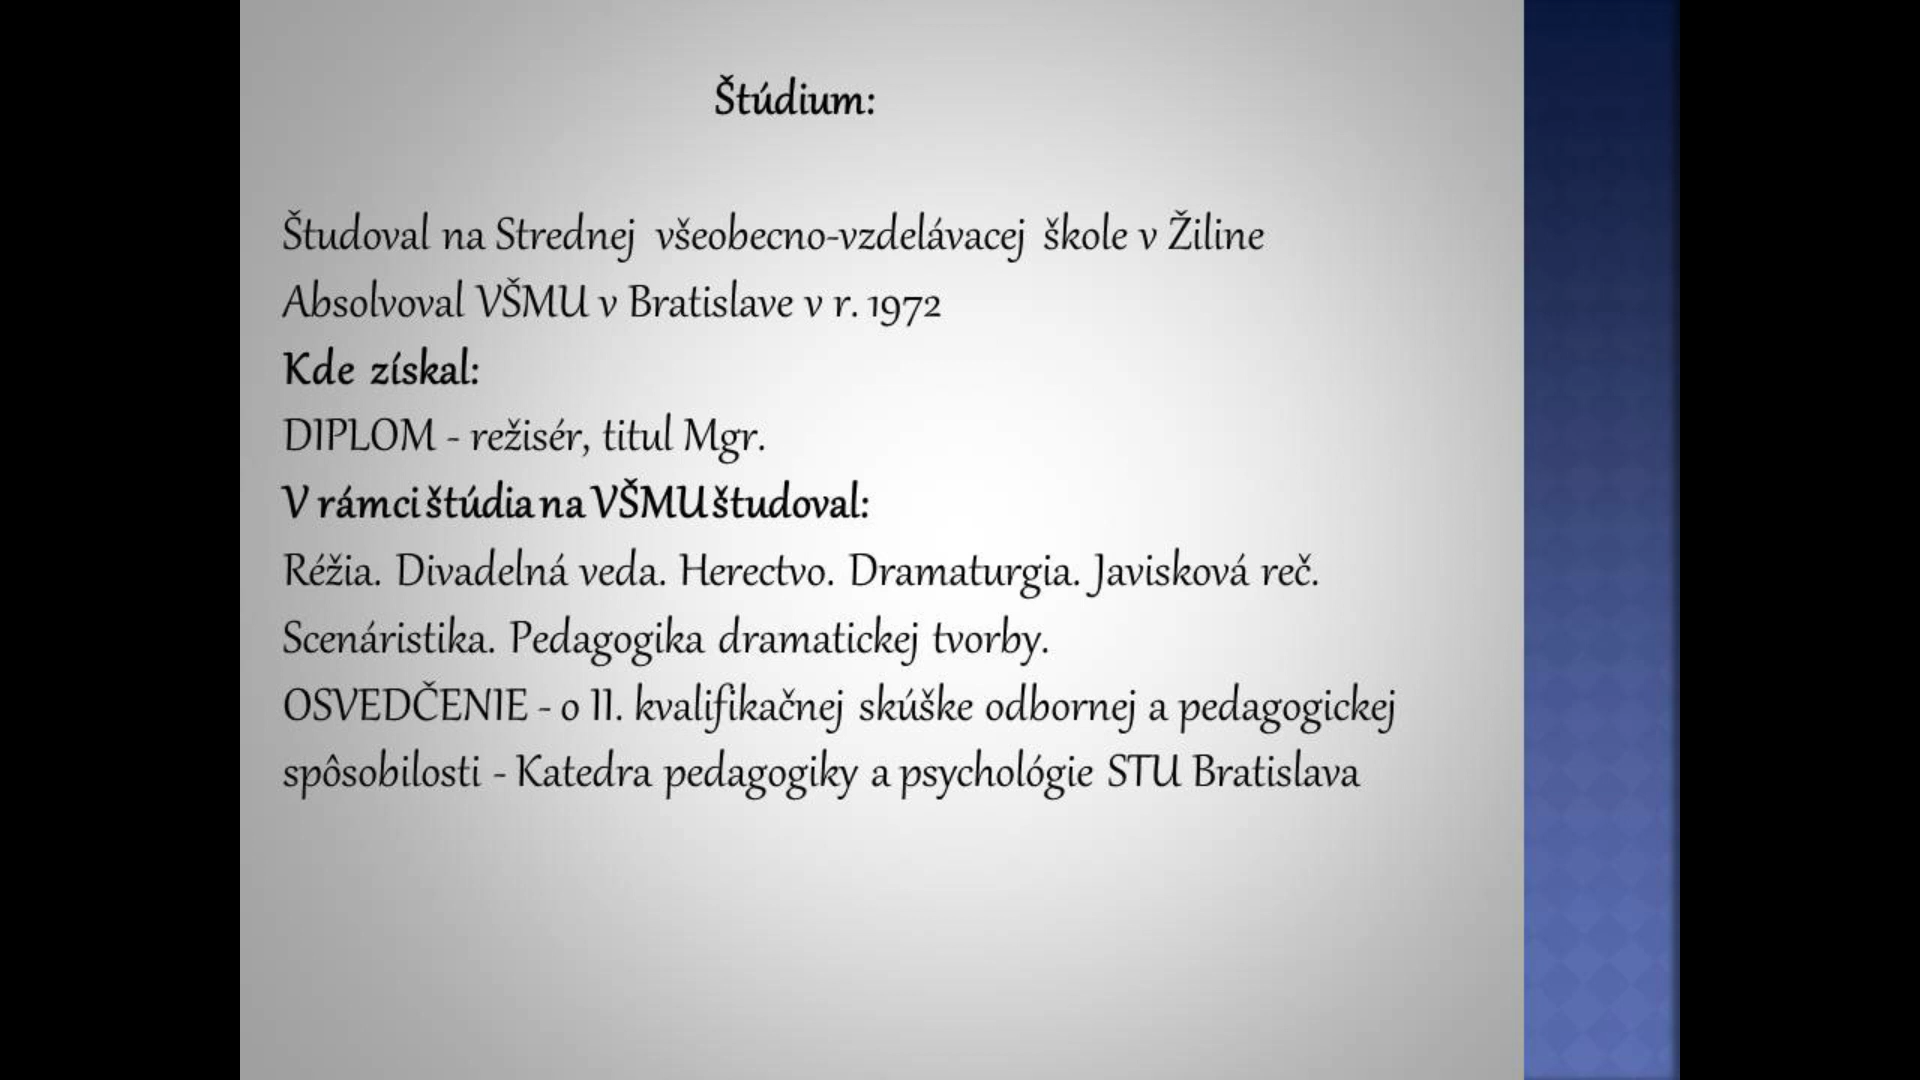 Štúdium:
Študoval na Strednej všeobecno-vzdelávacej škole v Žiline
Absolvoval VŠMU v Bratislave v r. 1972
Kde získal:
DIPLOM - režisér, titul Mgr.
V rámci štúdia na VŠMU študoval:
Réžia. Divadelná veda. Herectvo. Dramaturgia. Javisková reč.
Scenáristika. Pedagogika dramatickej tvorby.
OSVEDČENIE - o II. kvalifikačnej skúške odbornej a pedagogickej
spôsobilosti - Katedra pedagogiky a psychológie STU Bratislava